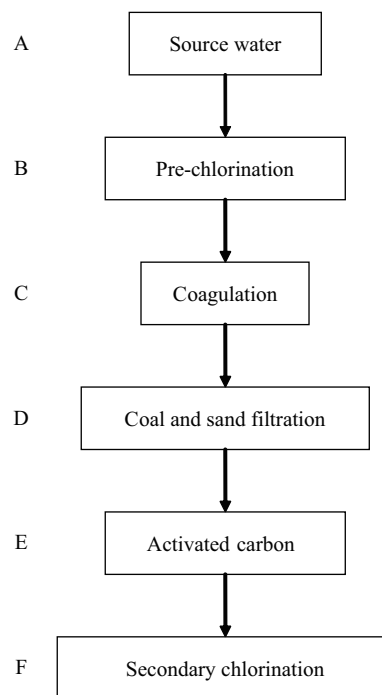 A Source water
B Pre-chlorination
C Coagulation
D Coal and sand filtration
E Activated carbon
F Secondary chlorination